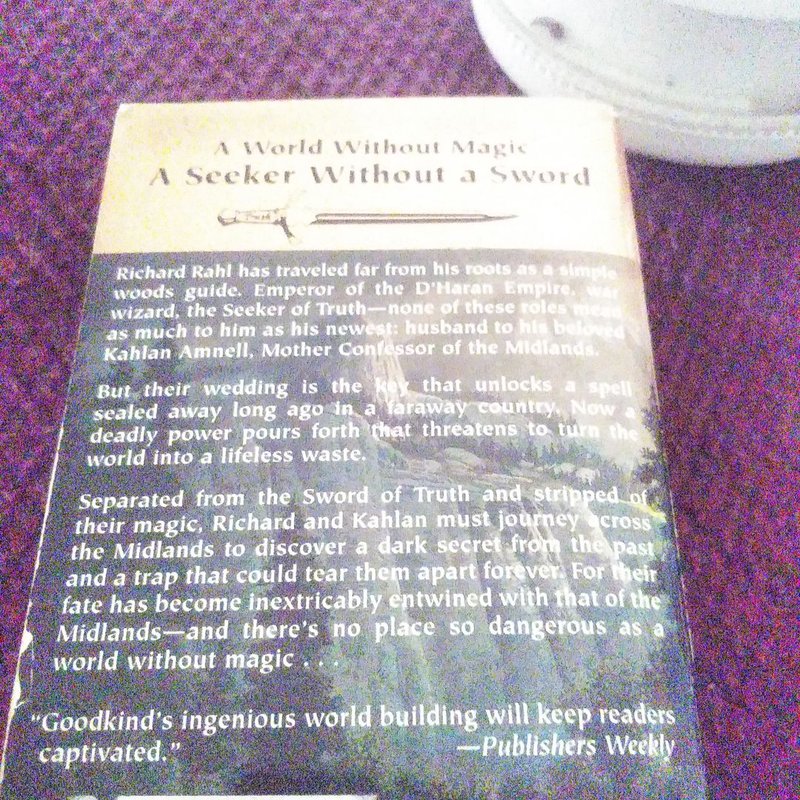 A World Without Magic
A Seeker Without a Sword
Truth
Richard Rahl has traveled far from his roots as a simple
woods guide. Emperor of the D'Haran Empire, war
wizard, the Seeker of Truth—none of these roles mean
as much to him as his newest: husband to his beloved
Kahlan Amnell, Mother Confessor of the Midlands.
But their wedding is the key that unlocks a spell
sealed away long ago in a faraway country. Now a
deadly power pours forth that threatens to turn the
world into a lifeless waste.
Separated from the Sword of Truth and stripped of
their magic, Richard and Kahlan must journey across
the Midlands to discover a dark secret from the past
and a trap that could tear them apart forever. For their
fate has become inextricably entwined with that of the
Midlands—and there's no place so dangerous as a
world without magic . . .
"Goodkind's ingenious world building will keep readers
captivated." —Publishers Weekly